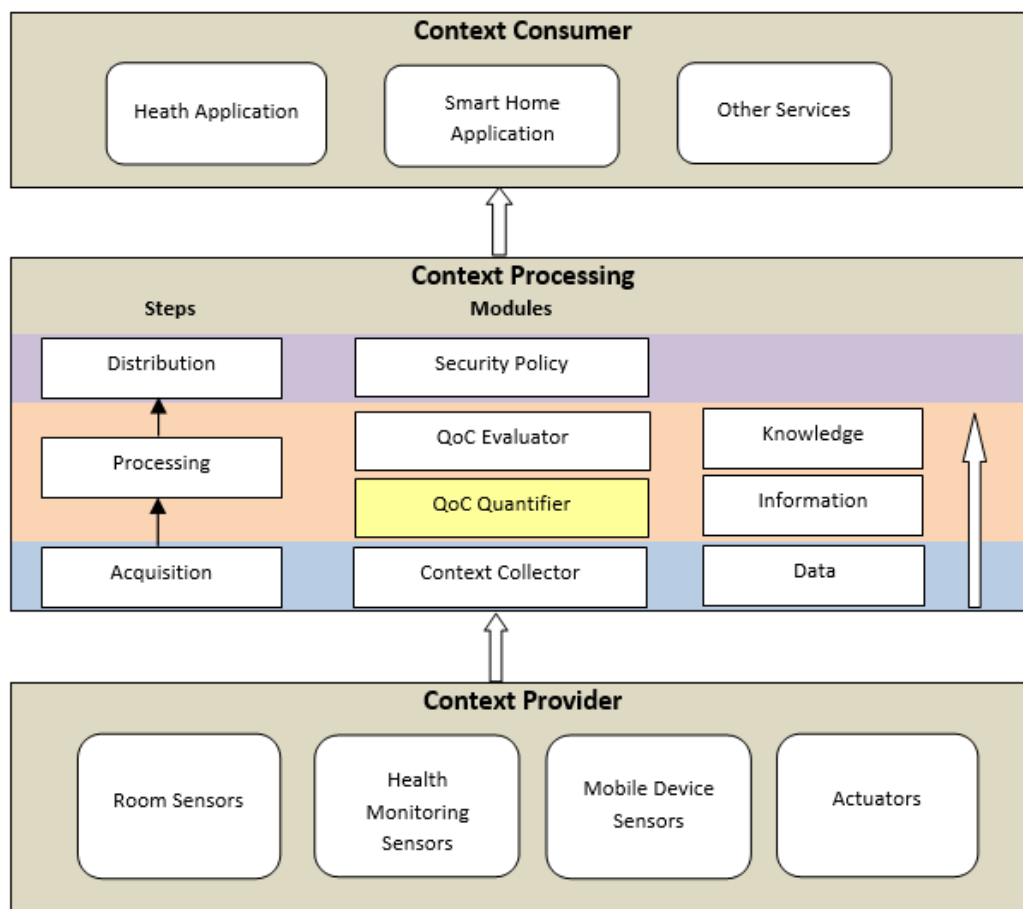 Context Consumer
Heath Application
Smart Home
Application
Other Services
Context Processing
Steps
Modules
Distribution
Security Policy
Processing
QoC Evaluator
Knowledge
QoC Quantifier
Information
Acquisition
Context Collector
Data
Context Provider
Room Sensors
Health
Monitoring
Sensors
Mobile Device
Sensors
Actuators